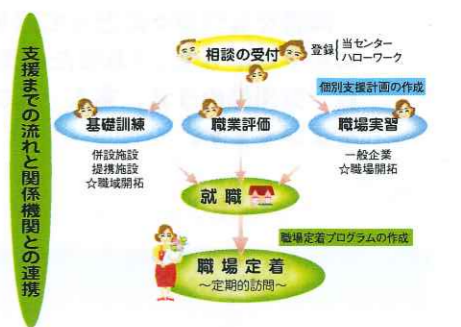 支援までの流れと関係機関との連携
相談の受付
登録
当センター
ハローワーク
個別支援計画の作成
基礎訓練
職業評価
職場実習
併設施設
提携施設
☆職域開拓
一般企業
☆職場開拓
就職
職場定着プログラムの作成
職場定着
～定期的訪問～